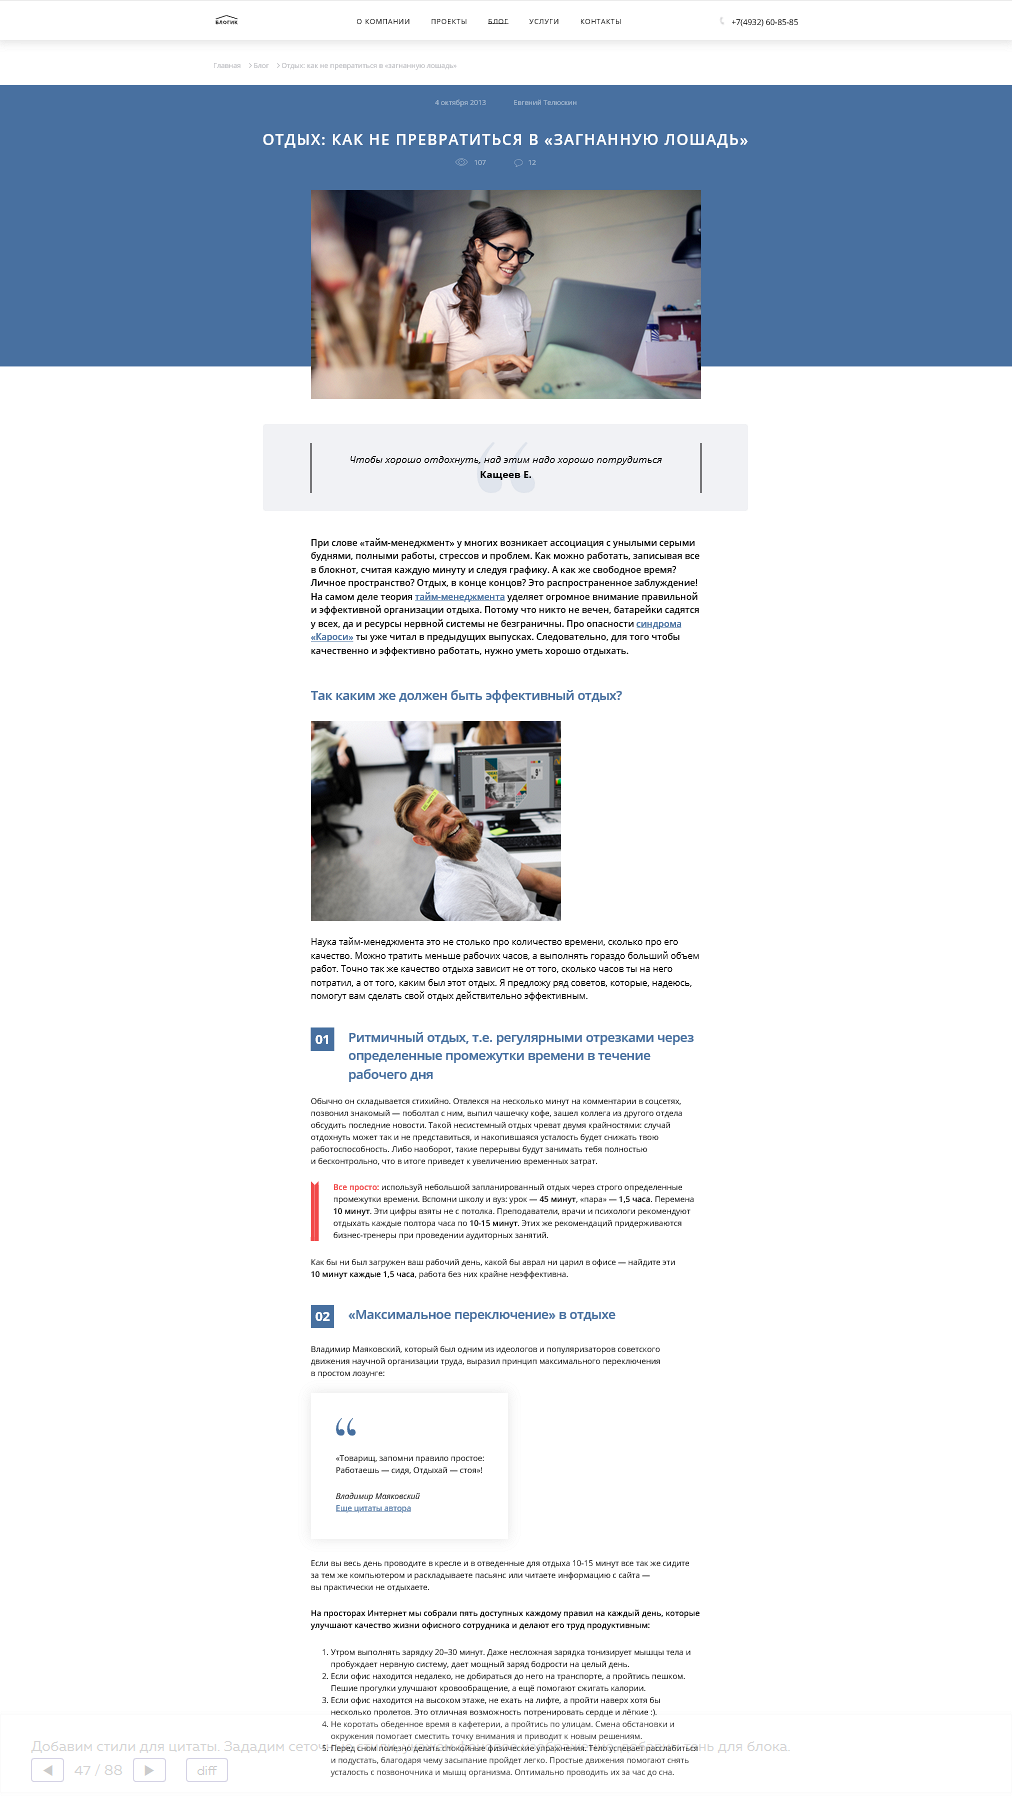 БЛОГИК
О КОМПАНИИ ПРОЕКТЫ БЛОГ УСЛУГИ КОНТАКТЫ
+7(4932) 60-85-85
Главная > Блог > Отдых: как не превратиться в «загнанную лошадь»
4 октября 2013 Евгений Телюскин
ОТДЫХ: КАК НЕ ПРЕВРАТИТЬСЯ В «ЗАГНАННУЮ ЛОШАДЬ»
107 12
Чтобы хорошо отдохнуть, над этим надо хорошо потрудиться
Кащеев Е.
При слове «тайм-менеджмент» у многих возникает ассоциация с унылыми серыми
буднями, полными работы, стрессов и проблем. Как можно работать, записывая все
в блокнот, считая каждую минуту и следуя графику. А как же свободное время?
Личное пространство? Отдых, в конце концов? Это распространенное заблуждение!
На самом деле теория тайм-менеджмента уделяет огромное внимание правильной
и эффективной организации отдыха. Потому что никто не вечен, батарейки садятся
у всех, да и ресурсы нервной системы не безграничны. Про опасности синдрома
«Кароси» ты уже читал в предыдущих выпусках. Следовательно, для того чтобы
качественно и эффективно работать, нужно уметь хорошо отдыхать.
Так каким же должен быть эффективный отдых?
Наука тайм-менеджмента это не столько про количество времени, сколько про его
качество. Можно тратить меньше рабочих часов, а выполнять гораздо больший объем
работ. Точно так же качество отдыха зависит не от того, сколько часов ты на него
потратил, а от того, каким был этот отдых. Я предложу ряд советов, которые, надеюсь,
помогут вам сделать свой отдых действительно эффективным.
01 Ритмичный отдых, т.е. регулярными отрезками через
определенные промежутки времени в течение
рабочего дня
Обычно он складывается стихийно. Отвлекся на несколько минут на комментарии в соцсетях,
позвонил знакомый — поболтал с ним, выпил чашечку кофе, зашел коллега из другого отдела
обсудить последние новости. Такой несистемный отдых чреват двумя крайностями: случай
отдохнуть может так и не представиться, и накопившаяся усталость будет снижать твою
работоспособность. Либо наоборот, такие перерывы будут занимать тебя полностью
и бесконтрольно, что в итоге приведет к увеличению временных затрат.
Все просто: используй небольшой запланированный отдых через строго определенные
промежутки времени. Вспомни школу и вуз: урок — 45 минут, «пара» — 1,5 часа. Перемена
10 минут. Эти цифры взяты не с потолка. Преподаватели, врачи и психологи рекомендуют
отдыхать каждые полтора часа по 10-15 минут. Этих же рекомендаций придерживаются
бизнес-тренеры при проведении аудиторных занятий.
Как бы ни был загружен ваш рабочий день, какой бы аврал ни царил в офисе — найдите эти
10 минут каждые 1,5 часа, работа без них крайне неэффективна.
02 «Максимальное переключение» в отдыхе
Владимир Маяковский, который был одним из идеологов и популяризаторов советского
движения научной организации труда, выразил принцип максимального переключения
в простом лозунге:
«Товарищ, запомни правило простое:
Работаешь — сидя, Отдыхай — стоя»!
Владимир Маяковский
Еще цитаты автора
Если вы весь день проводите в кресле и в отведенные для отдыха 10-15 минут все так же сидите
за тем же компьютером и раскладываете пасьянс или читаете информацию с сайта —
вы практически не отдыхаете.
На просторах Интернет мы собрали пять доступных каждому правил на каждый день, которые
улучшают качество жизни офисного сотрудника и делают его труд продуктивным:
1. Утром выполнять зарядку 20–30 минут. Даже несложная зарядка тонизирует мышцы тела и
пробуждает нервную систему, дает мощный заряд бодрости на целый день.
2. Если офис находится недалеко, не добираться до него на транспорте, а пройтись пешком.
Пешие прогулки улучшают кровообращение, а ещё помогают сжигать калории.
3. Если офис находится на высоком этаже, не ехать на лифте, а пройти наверх хотя бы
несколько пролетов. Это отличная возможность потренировать сердце и лёгкие :).
4. Не коротать обеденное время в кафетерии, а пройтись по улицам. Смена обстановки и
окружения помогает сместить точку внимания и приводит к новым решениям.
5. Перед сном полезно делать спокойные физические упражнения. Тело успевает расслабиться
и подустать, благодаря чему засыпание пройдет легко. Простые движения помогают снять
усталость с позвоночника и мышц организма. Оптимально проводить их за час до сна.
Добавим стили для цитаты. Зададим
тень для блока.
47 / 88 diff